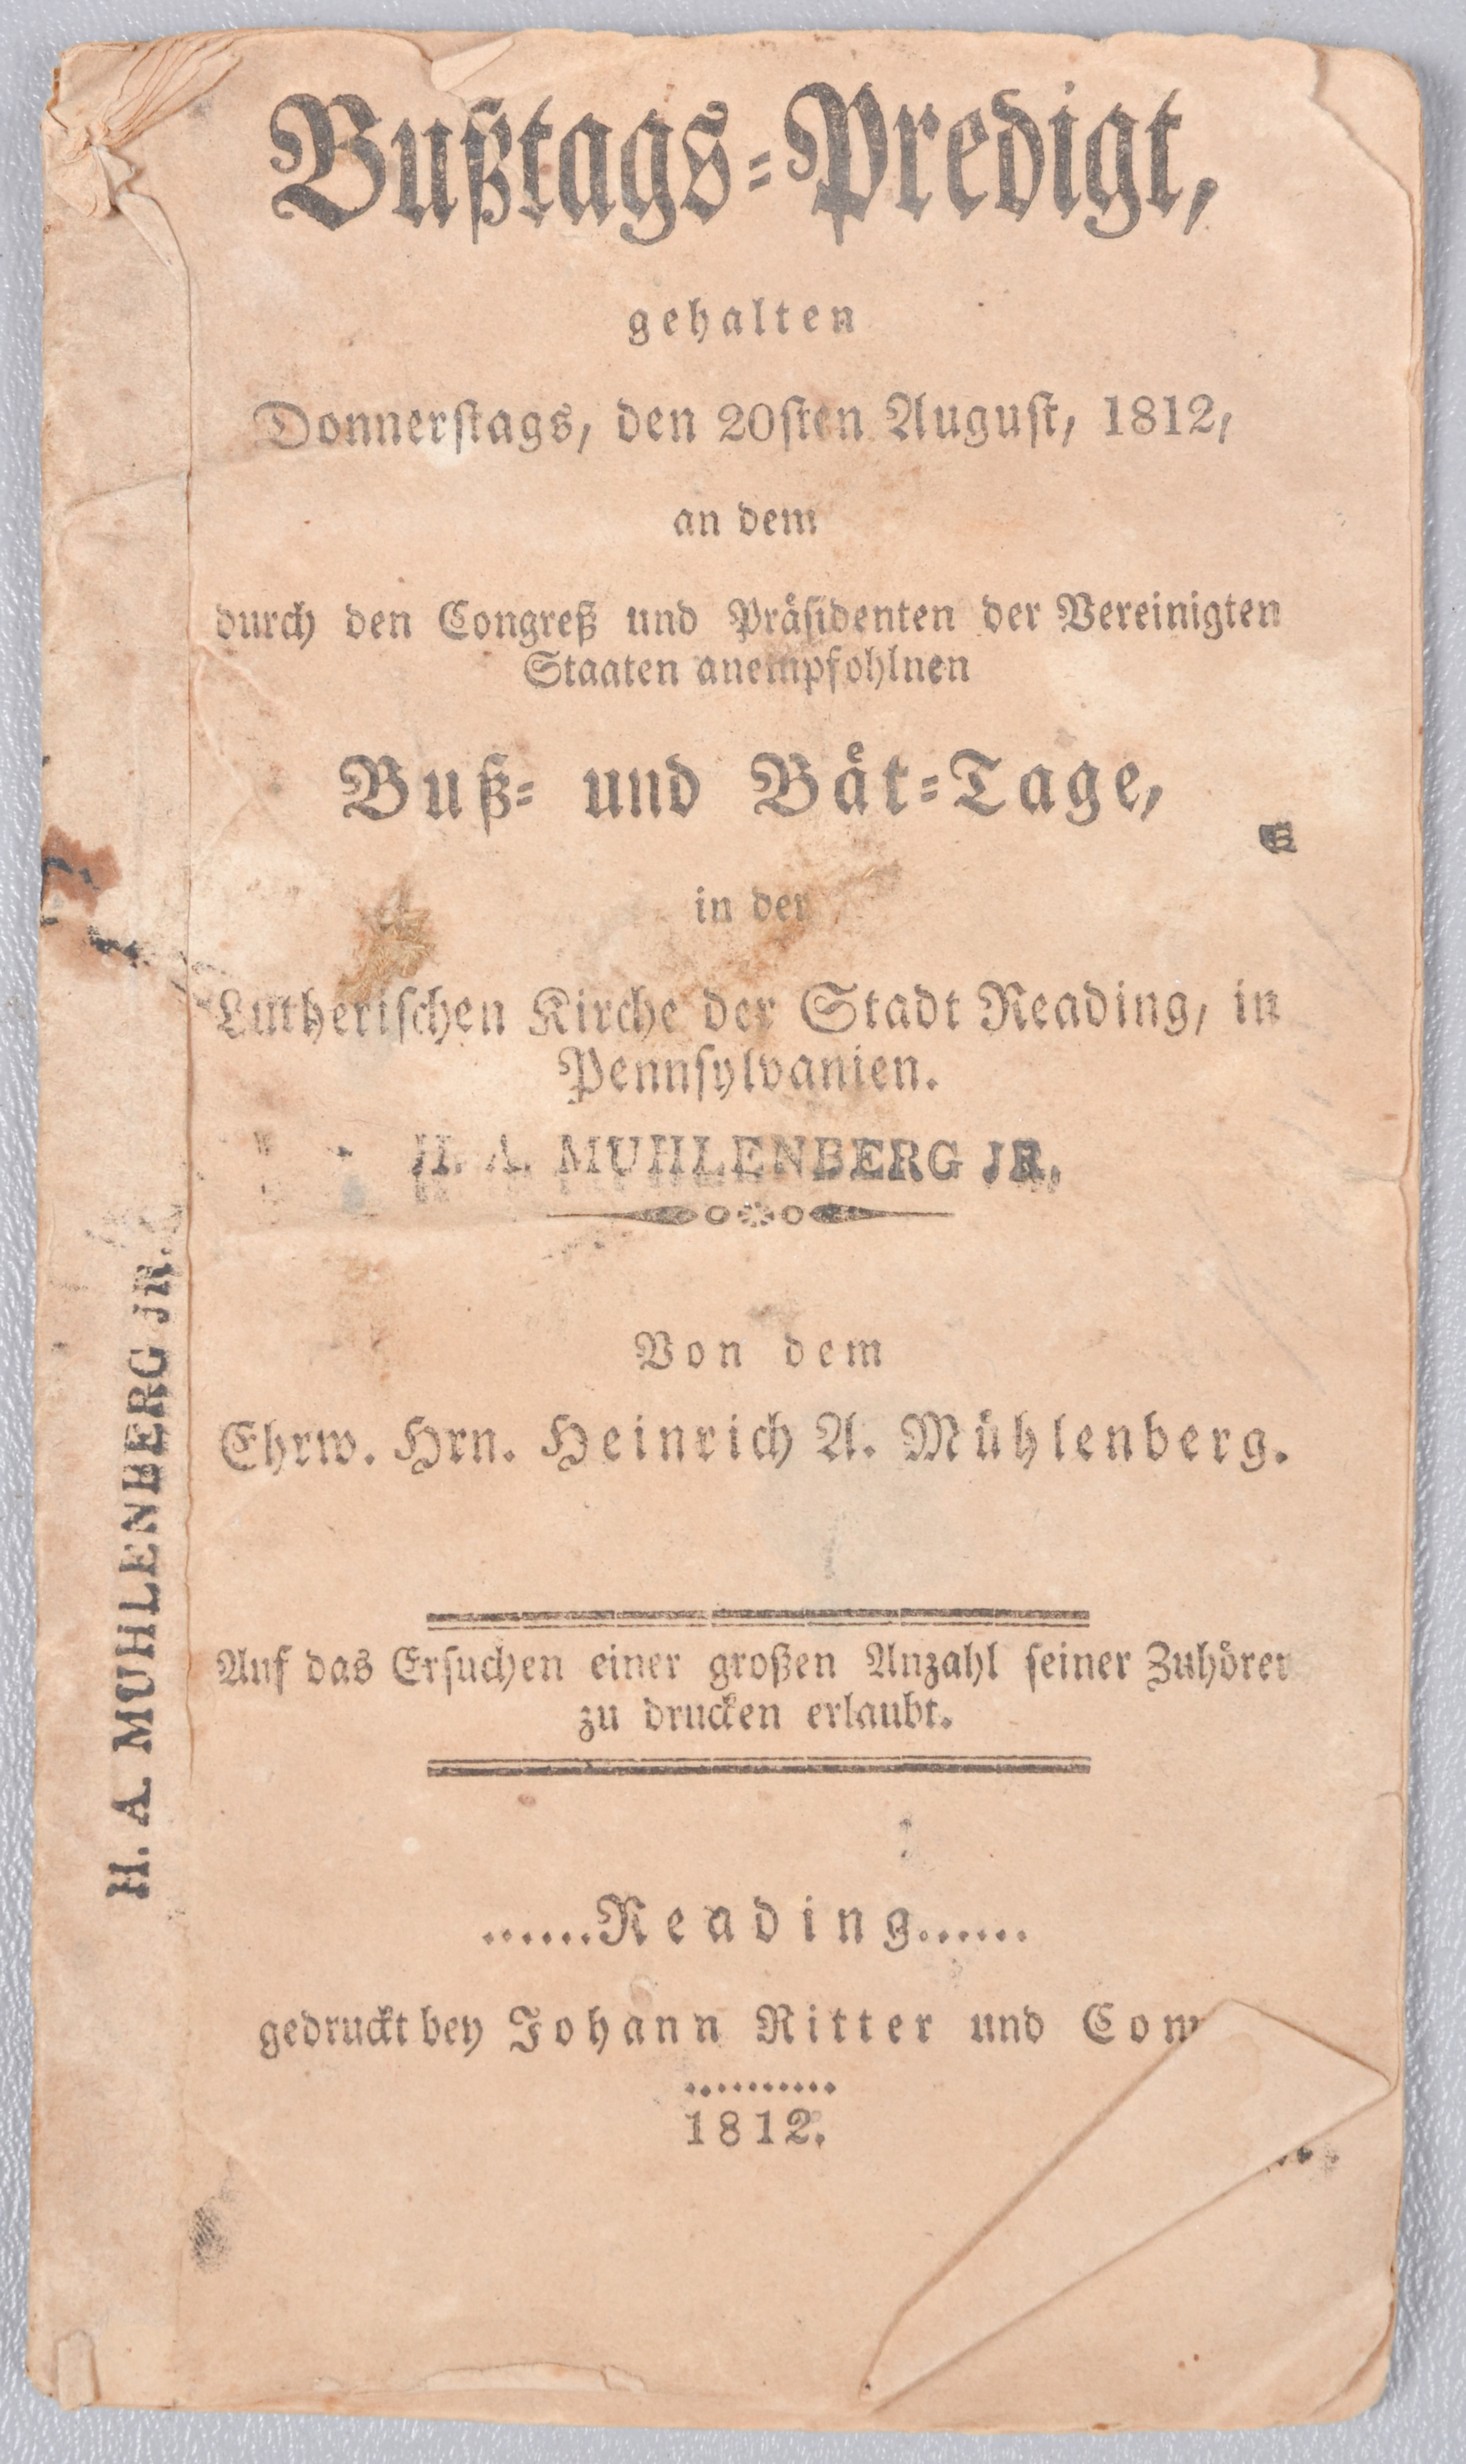 Bußtags-Predigt,
gehalten
Donnerstags, den 20sten August, 1812,
an dem
durch den Congreß und Präsidenten der Vereinigten
Staaten anempfohlnen
Buß- und Bät-Tage,
in der
Lutherischen Kirche der Stadt Reading, in
Pennsylvanien.
H. A. MUHLENBERG JR.
Von dem
Ehrw. Hrn. Heinrich A. Mühlenberg.
Auf das Ersuchen einer großen Anzahl seiner Zuhörer
zu drucken erlaubt.
......Reading......
gedruckt bey Johann Ritter und Com
1812.
H. A. MUHLENBERG JR.